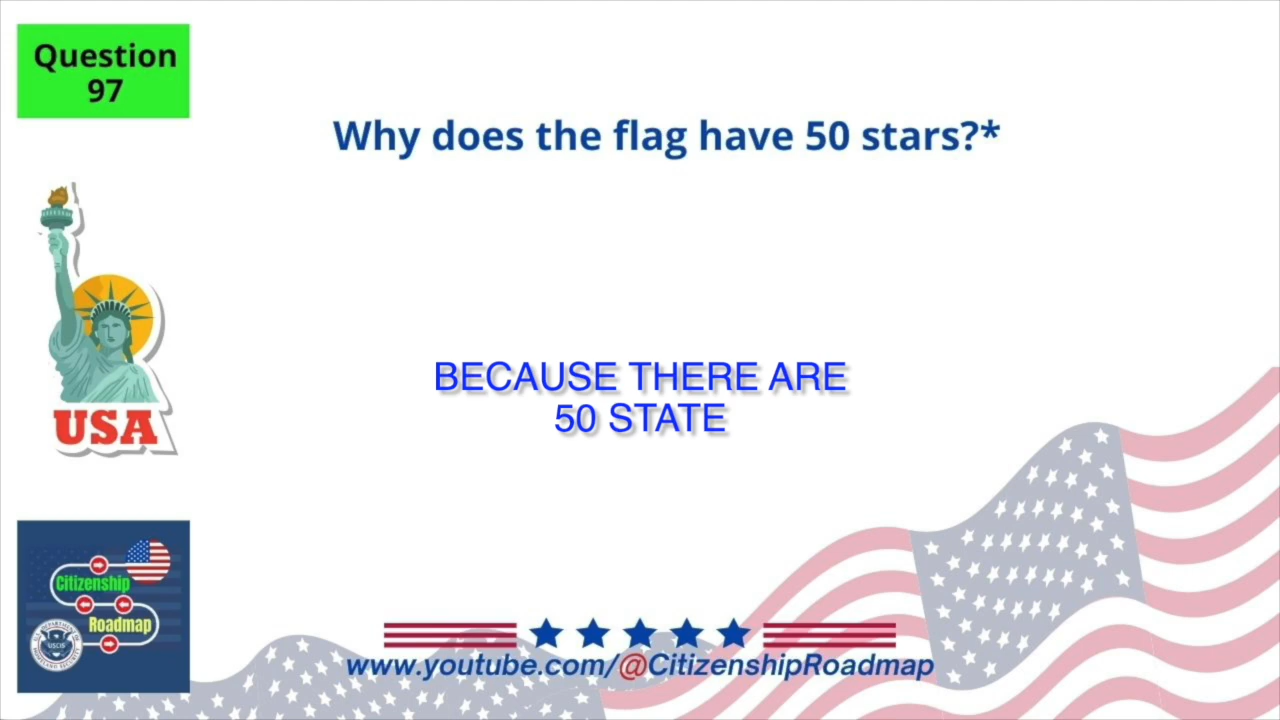 Question
97
Why does the flag have 50 stars?*
BECAUSE THERE ARE
50 STATE
USA
Citizenship
Roadmap
USCIS
www.youtube.com/@CitizenshipRoadmap